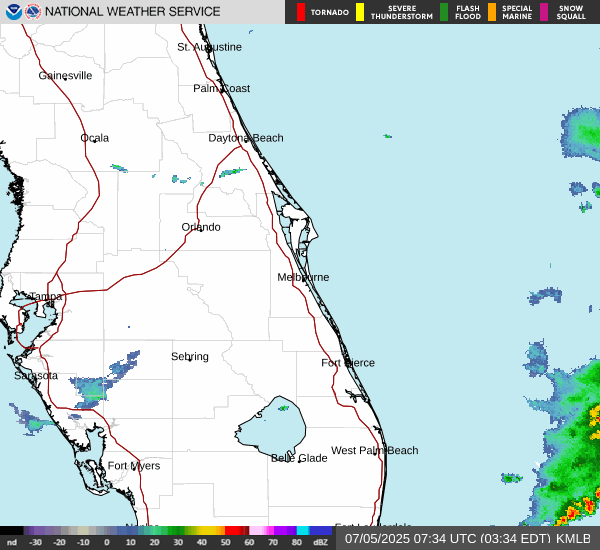 NATIONAL WEATHER SERVICE
TORNADO
SEVERE THUNDERSTORM
FLASH FLOOD
SPECIAL MARINE
SNOW SQUALL
St. Augustine
Gainesville
Palm Coast
Ocala
Daytona Beach
Orlando
Melbourne
Tampa
Sebring
Fort Pierce
Sarasota
West Palm Beach
Belle Glade
Fort Myers
nd -30 -20 -10 0 10 20 30 40 50 60 70 80 dBZ
07/05/2025 07:34 UTC (03:34 EDT) KMLB